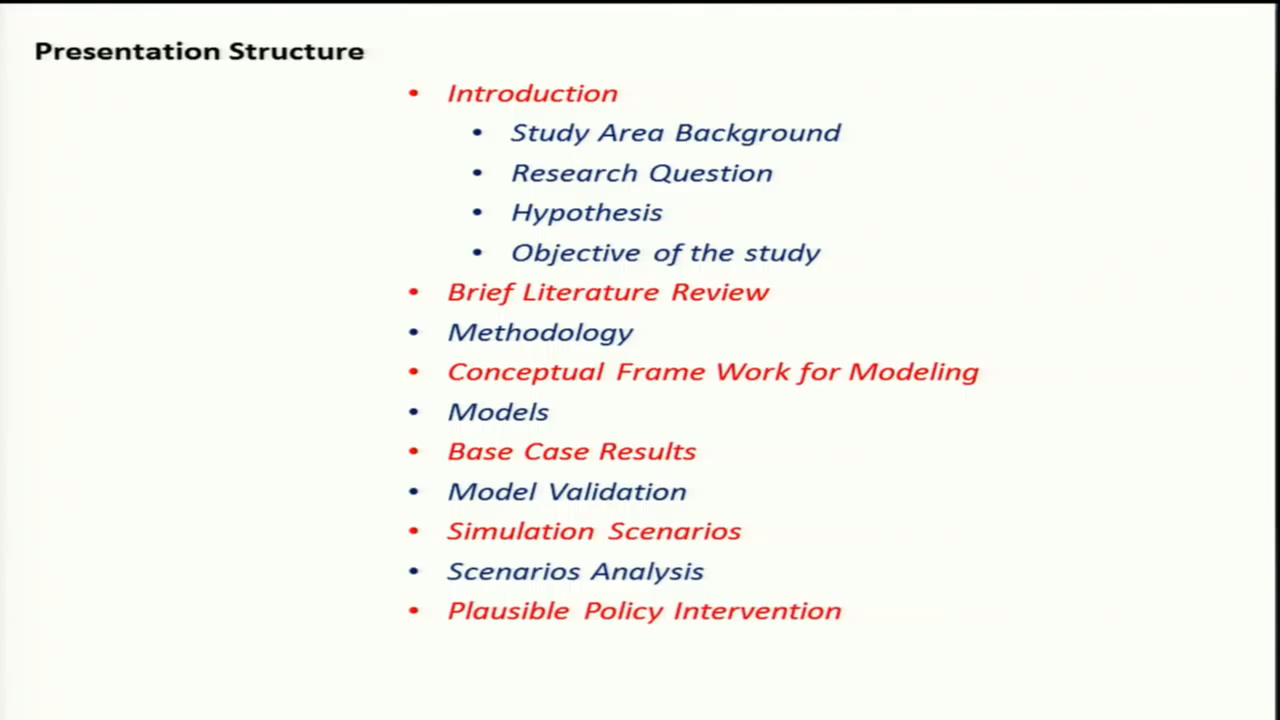 Presentation Structure
• Introduction
• Study Area Background
• Research Question
• Hypothesis
• Objective of the study
• Brief Literature Review
• Methodology
• Conceptual Frame Work for Modeling
• Models
• Base Case Results
• Model Validation
• Simulation Scenarios
• Scenarios Analysis
• Plausible Policy Intervention